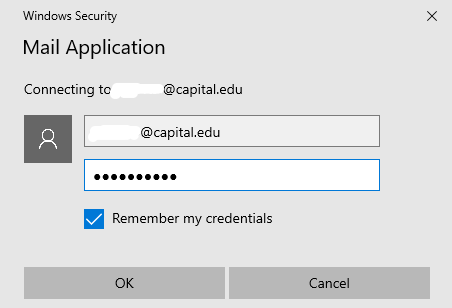 Windows Security
Mail Application
Connecting to @capital.edu
@capital.edu
●●●●●●●●●●
Remember my credentials
OK
Cancel